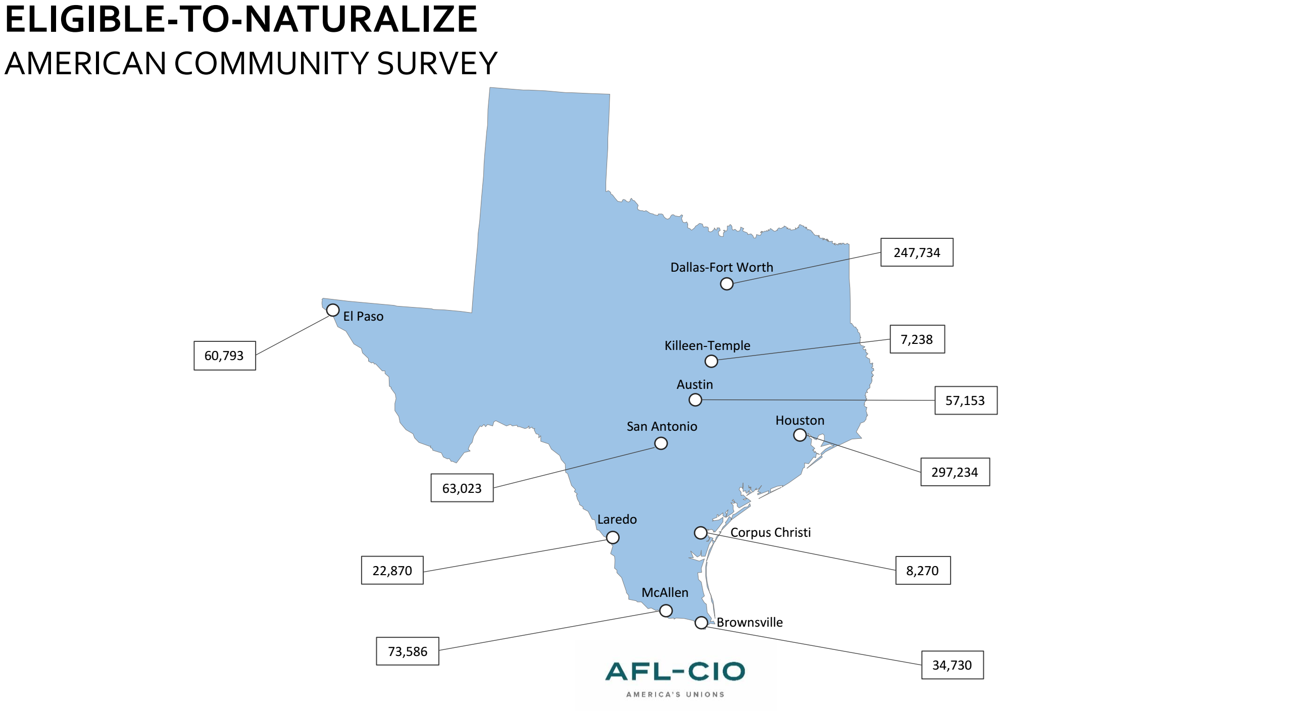 ELIGIBLE-TO-NATURALIZE
AMERICAN COMMUNITY SURVEY
247,734
Dallas-Fort Worth
El Paso
60,793
Killeen-Temple
7,238
Austin
57,153
San Antonio
Houston
63,023
297,234
Laredo
Corpus Christi
22,870
8,270
McAllen
Brownsville
73,586
34,730
AFL-CIO
AMERICA'S UNIONS